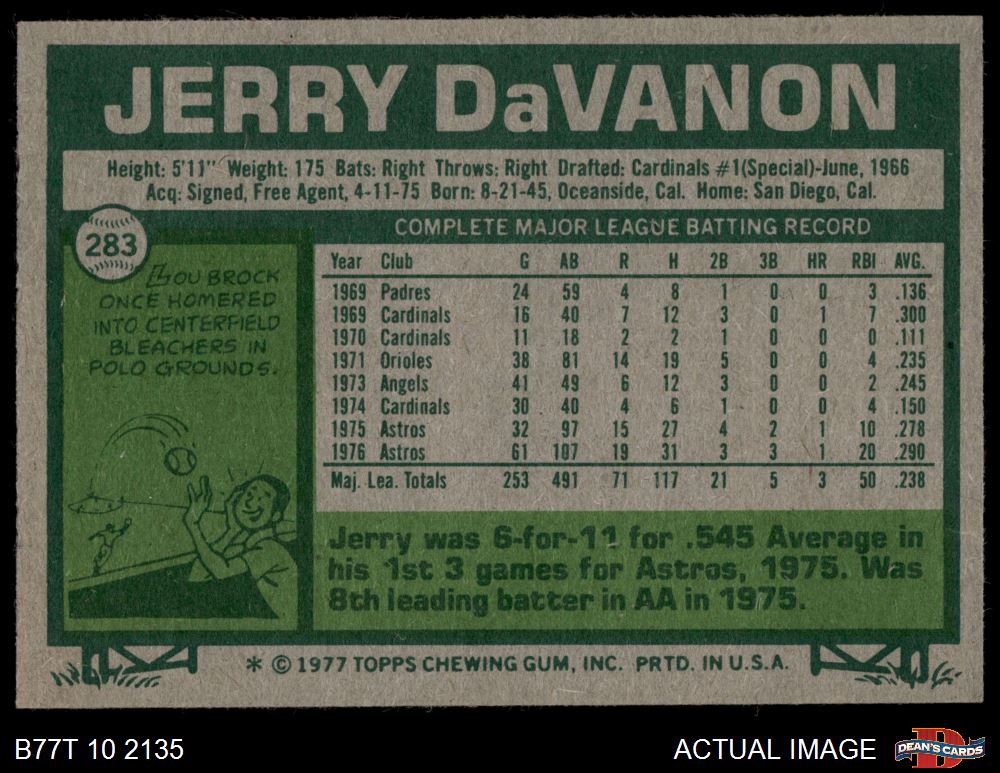 JERRY DaVANON
Height: 5'11" Weight: 175 Bats: Right Throws: Right Drafted: Cardinals #1(Special)-June, 1966
Acq: Signed, Free Agent, 4-11-75 Born: 8-21-45, Oceanside, Cal. Home: San Diego, Cal.
283
LOU BROCK
ONCE HOMERED
INTO CENTERFIELD
BLEACHERS IN
POLO GROUNDS.
COMPLETE MAJOR LEAGUE BATTING RECORD
Year Club G AB R H 2B 3B HR RBI AVG.
1969 Padres 24 59 4 8 1 0 0 3 .136
1969 Cardinals 16 40 7 12 3 0 1 7 .300
1970 Cardinals 11 18 2 2 1 0 0 0 .111
1971 Orioles 38 81 14 19 5 0 0 4 .235
1973 Angels 41 49 6 12 3 0 0 2 .245
1974 Cardinals 30 40 4 6 1 0 0 4 .150
1975 Astros 32 97 15 27 4 2 1 10 .278
1976 Astros 61 107 19 31 3 3 1 20 .290
Maj. Lea. Totals 253 491 71 117 21 5 3 50 .238
Jerry was 6-for-11 for .545 Average in
his 1st 3 games for Astros, 1975. Was
8th leading batter in AA in 1975.
* © 1977 TOPPS CHEWING GUM, INC. PRTD. IN U.S.A.
B77T 10 2135
ACTUAL IMAGE
D
DEAN'S CARDS